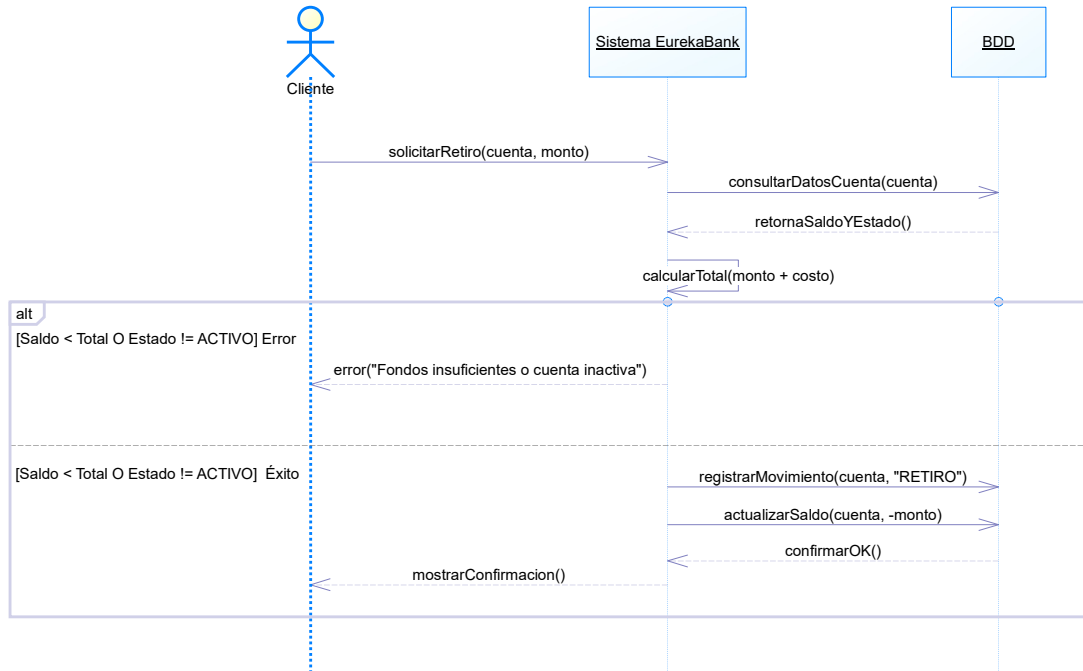 Cliente
Sistema EurekaBank
BDD
solicitarRetiro(cuenta, monto)
consultarDatosCuenta(cuenta)
retornaSaldoYEstado()
calcularTotal(monto + costo)
alt
[Saldo < Total O Estado != ACTIVO] Error
error("Fondos insuficientes o cuenta inactiva")
[Saldo < Total O Estado != ACTIVO]  Éxito
registrarMovimiento(cuenta, "RETIRO")
actualizarSaldo(cuenta, -monto)
confirmarOK()
mostrarConfirmacion()